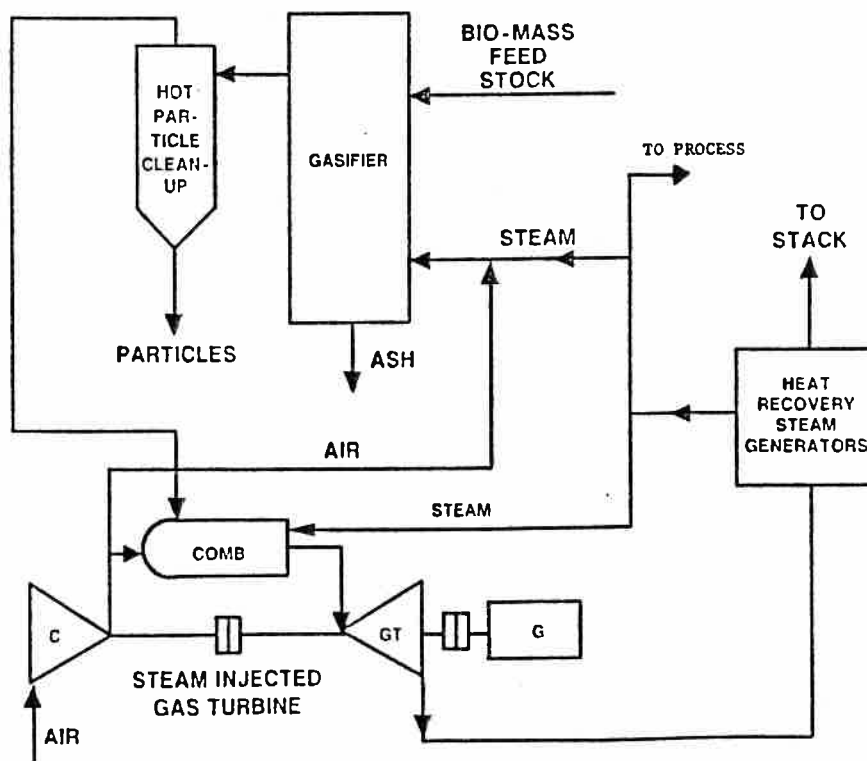 BIO-MASS
FEED
STOCK
HOT
PAR-
TICLE
CLEAN-
UP
GASIFIER
TO PROCESS
TO
STACK
STEAM
PARTICLES
ASH
HEAT
RECOVERY
STEAM
GENERATORS
AIR
STEAM
COMB
C
GT
G
STEAM INJECTED
GAS TURBINE
AIR